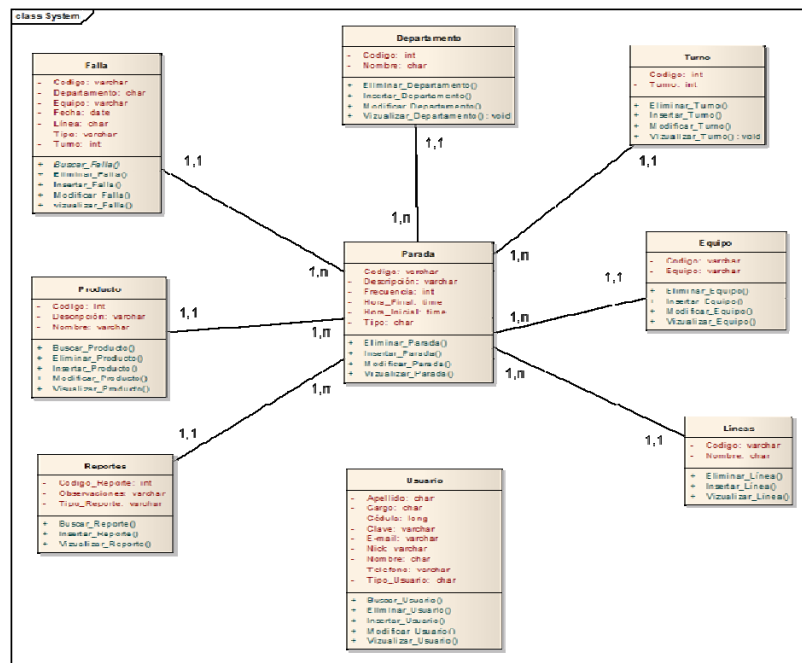 class System
Departamento
- Codigo: int
- Nombre: char
+ Eliminar_Departamento()
+ Insertar_Departamento()
+ Modificar_Departamento()
+ Vizualizar_Departamento() : void
Falla
- Codigo: varchar
- Departamento: char
- Equipo: varchar
- Fecha: date
- Línea: char
Tipo: varchar
- Turno: int
+ Buscar_Falla()
+ Eliminar_Falla()
+ Insertar_Falla()
+ Modificar_Falla()
+ vizualizar_Falla()
Turno
Codigo: int
- Turno: int
+ Eliminar_Turno()
+ Insertar_Turno()
+ Modificar_Turno()
+ Vizualizar_Turno() : void
1,1
1,1
1,1
1,n
1,n
1,n
Parada
Codigo: varchar
- Descripción: varchar
- Frecuencia: int
- Hora_Final: time
- Hora_Inicial: time
- Tipo: char
+ Eliminar_Parada()
+ Insertar_Parada()
+ Modificar_Parada()
+ Vizualizar_Parada()
Equipo
- Codigo: varchar
- Equipo: varchar
+ Eliminar_Equipo()
+ Insertar_Equipo()
+ Modificar_Equipo()
+ Vizualizar_Equipo()
1,1
1,n
Producto
- Codigo: int
- Descripción: varchar
- Nombre: varchar
+ Buscar_Producto()
+ Eliminar_Producto()
+ Insertar_Producto()
+ Modificar_Producto()
+ Visualizar_Producto()
1,1
1,n
1,n
1,n
1,1
1,1
Líneas
- Codigo: varchar
- Nombre: char
+ Eliminar_Línea()
+ Insertar_Línea()
+ Vizualizar_Línea()
Reportes
- Codigo_Reporte: int
- Observaciones: varchar
- Tipo_Reporte: varchar
+ Buscar_Reporte()
+ Insertar_Reporte()
+ Vizualizar_Reporte()
Usuario
- Apellido: char
- Cargo: char
Cédula: long
- Clave: varchar
- E-mail: varchar
- Nick: varchar
- Nombre: char
Telefono: varchar
- Tipo_Usuario: char
+ Buscar_Usuario()
+ Eliminar_Usuario()
+ Insertar_Usuario()
+ Modificar_Usuario()
+ Vizualizar_Usuario()